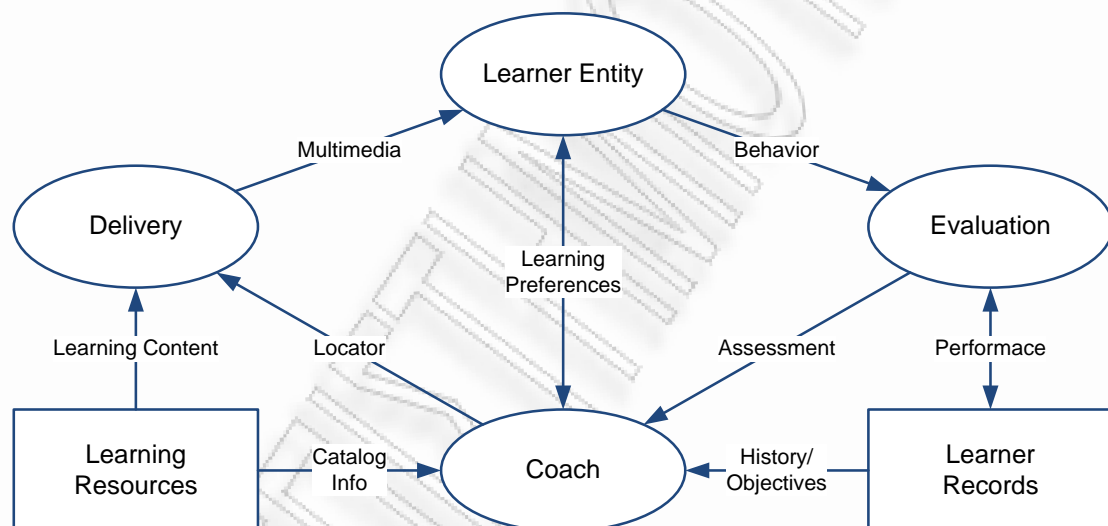 Learner Entity
Multimedia
Behavior
Delivery
Evaluation
Learning
Preferences
Learning Content
Locator
Assessment
Performace
Learning
Resources
Catalog
Info
Coach
History/
Objectives
Learner
Records